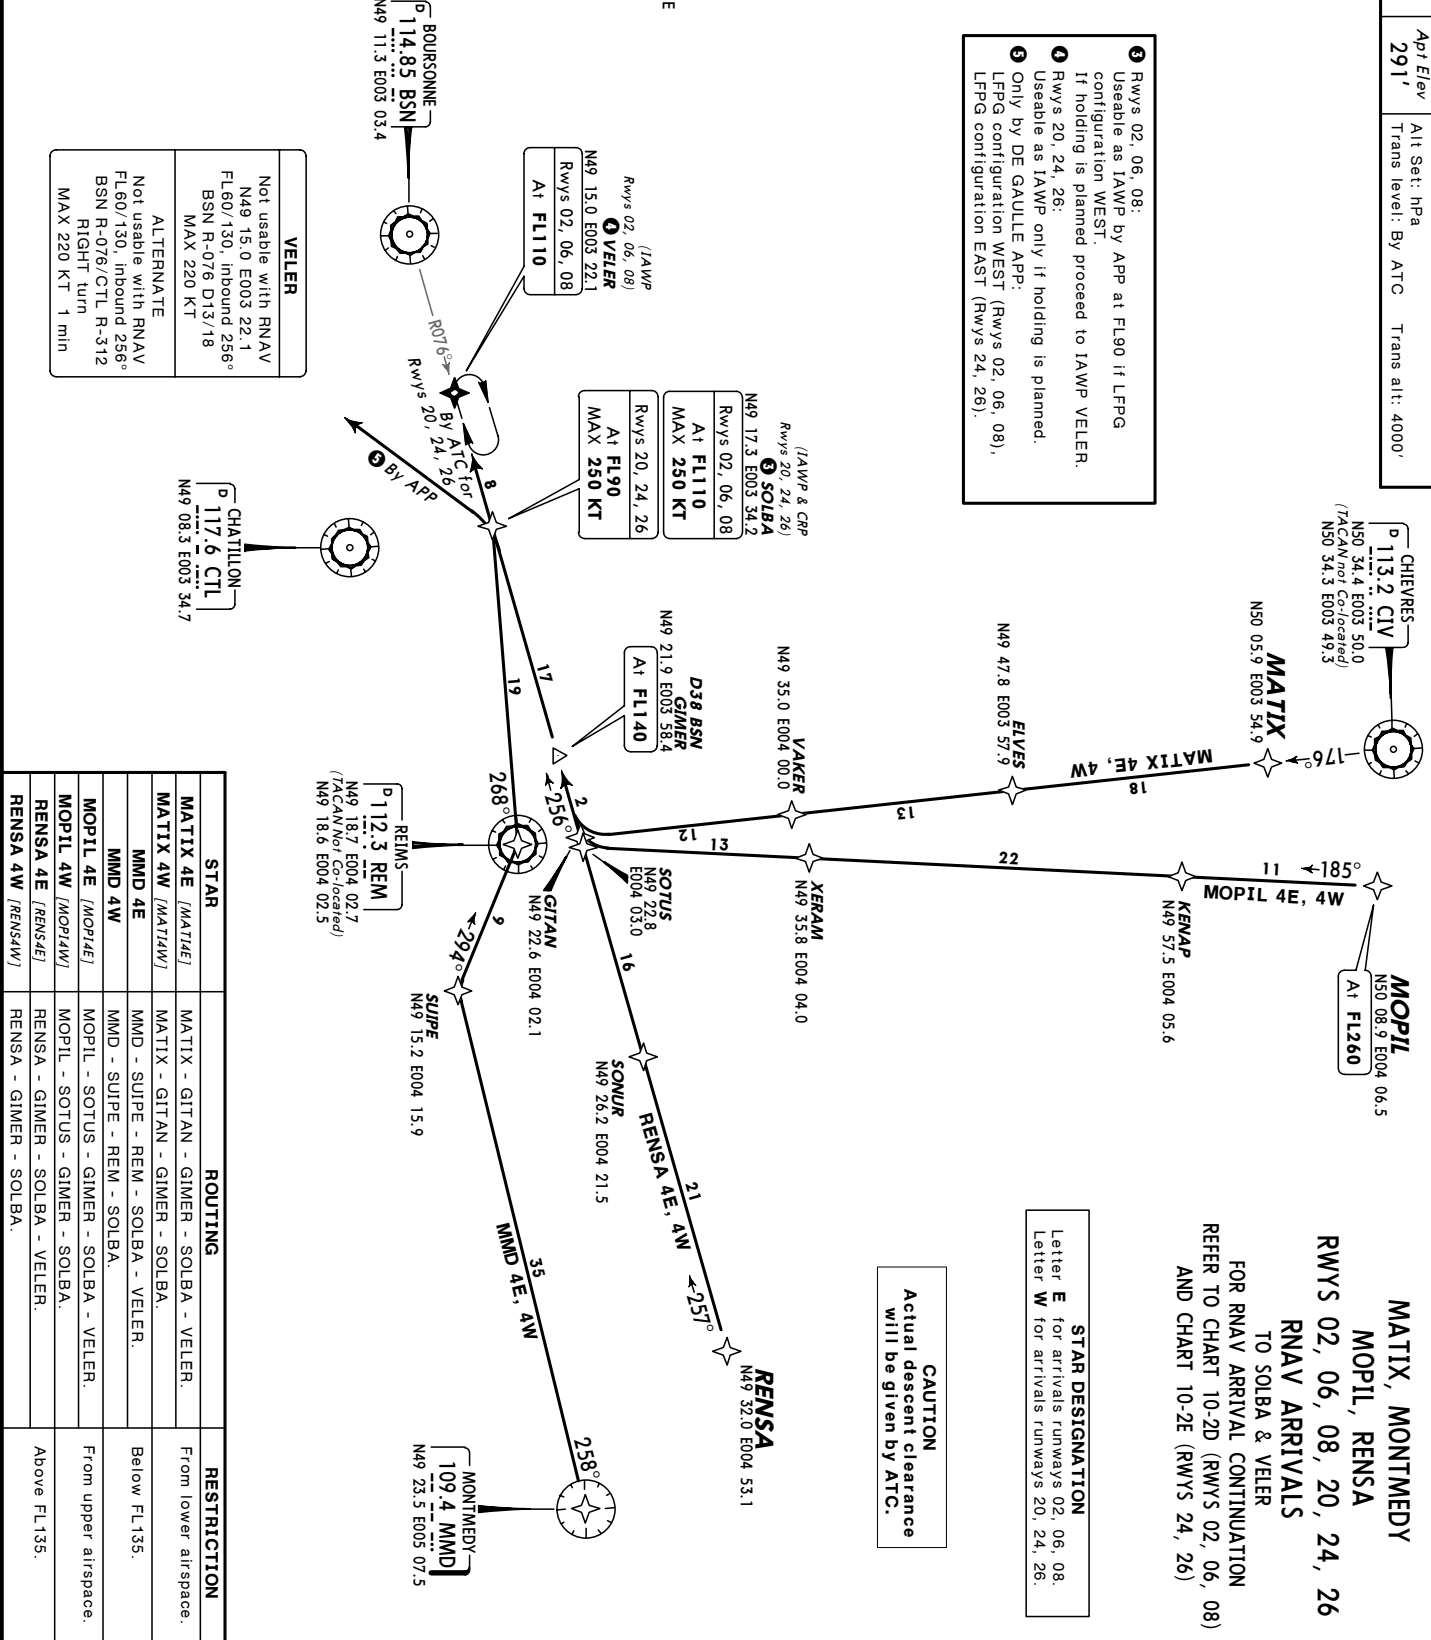 Apt Elev
291'
Alt Set: hPa
Trans level: By ATC Trans alt: 4000'
MATIX, MONTMEDY
MOPIL, RENSA
RWYS 02, 06, 08, 20, 24, 26
RNAV ARRIVALS
TO SOLBA & VELER
FOR RNAV ARRIVAL CONTINUATION
REFER TO CHART 10-2D (RWYS 02, 06, 08)
AND CHART 10-2E (RWYS 24, 26)
CHIEVRES
D 113.2 CIV
N50 34.4 E003 50.0
(TACAN not Co-located)
N50 34.3 E003 49.3
176°
MATIX
N50 05.9 E003 54.9
MATIX 4E, 4W
18
ELVES
N49 47.8 E003 57.9
13
VAKER
N49 35.0 E004 00.0
12
MOPIL
N50 08.9 E004 06.5
At FL260
185°
11
MOPIL 4E, 4W
KENAP
N49 57.5 E004 05.6
22
XERAM
N49 35.8 E004 04.0
13
3 Rwys 02, 06, 08:
Useable as IAWP by APP at FL90 if LFPG
configuration WEST.
If holding is planned proceed to IAWP VELER.
4 Rwys 20, 24, 26:
Useable as IAWP only if holding is planned.
5 Only by DE GAULLE APP:
LFPG configuration WEST (Rwys 02, 06, 08),
LFPG configuration EAST (Rwys 24, 26).
STAR DESIGNATION
Letter E for arrivals runways 02, 06, 08.
Letter W for arrivals runways 20, 24, 26.
CAUTION
Actual descent clearance
will be given by ATC.
(IAWP & CRP
Rwys 20, 24, 26)
3 SOLBA
N49 17.3 E003 34.2
Rwys 02, 06, 08
At FL110
MAX 250 KT
Rwys 20, 24, 26
At FL90
MAX 250 KT
(IAWP
Rwys 02, 06, 08)
4 VELER
N49 15.0 E003 22.1
Rwys 02, 06, 08
At FL110
E
D38 BSN
GIMER
N49 21.9 E003 58.4
At FL140
SOTUS
N49 22.8
E004 03.0
GITAN
N49 22.6 E004 02.1
2
256°
16
SONUR
N49 26.2 E004 21.5
RENSA 4E, 4W
21
257°
RENSA
N49 32.0 E004 53.1
17
19
8
By ATC for
Rwys 20, 24, 26
5 By APP
R076°
BOURSONNE
D 114.85 BSN
N49 11.3 E003 03.4
268°
REIMS
D 112.3 REM
N49 18.7 E004 02.7
(TACAN Not Co-located)
N49 18.6 E004 02.5
9
294°
SUIPE
N49 15.2 E004 15.9
MMD 4E, 4W
35
258°
MONTMEDY
109.4 MMD
N49 23.5 E005 07.5
CHATILLON
D 117.6 CTL
N49 08.3 E003 34.7
VELER
Not usable with RNAV
N49 15.0 E003 22.1
FL60/130, inbound 256°
BSN R-076 D13/18
MAX 220 KT
ALTERNATE
Not usable with RNAV
FL60/130, inbound 256°
BSN R-076/CTL R-312
RIGHT turn
MAX 220 KT 1 min
STAR ROUTING RESTRICTION
MATIX 4E [MATI4E] MATIX - GITAN - GIMER - SOLBA - VELER. From lower airspace.
MATIX 4W [MATI4W] MATIX - GITAN - GIMER - SOLBA.
MMD 4E MMD - SUIPE - REM - SOLBA - VELER. Below FL135.
MMD 4W MMD - SUIPE - REM - SOLBA.
MOPIL 4E [MOPI4E] MOPIL - SOTUS - GIMER - SOLBA - VELER. From upper airspace.
MOPIL 4W [MOPI4W] MOPIL - SOTUS - GIMER - SOLBA.
RENSA 4E [RENS4E] RENSA - GIMER - SOLBA - VELER. Above FL135.
RENSA 4W [RENS4W] RENSA - GIMER - SOLBA.